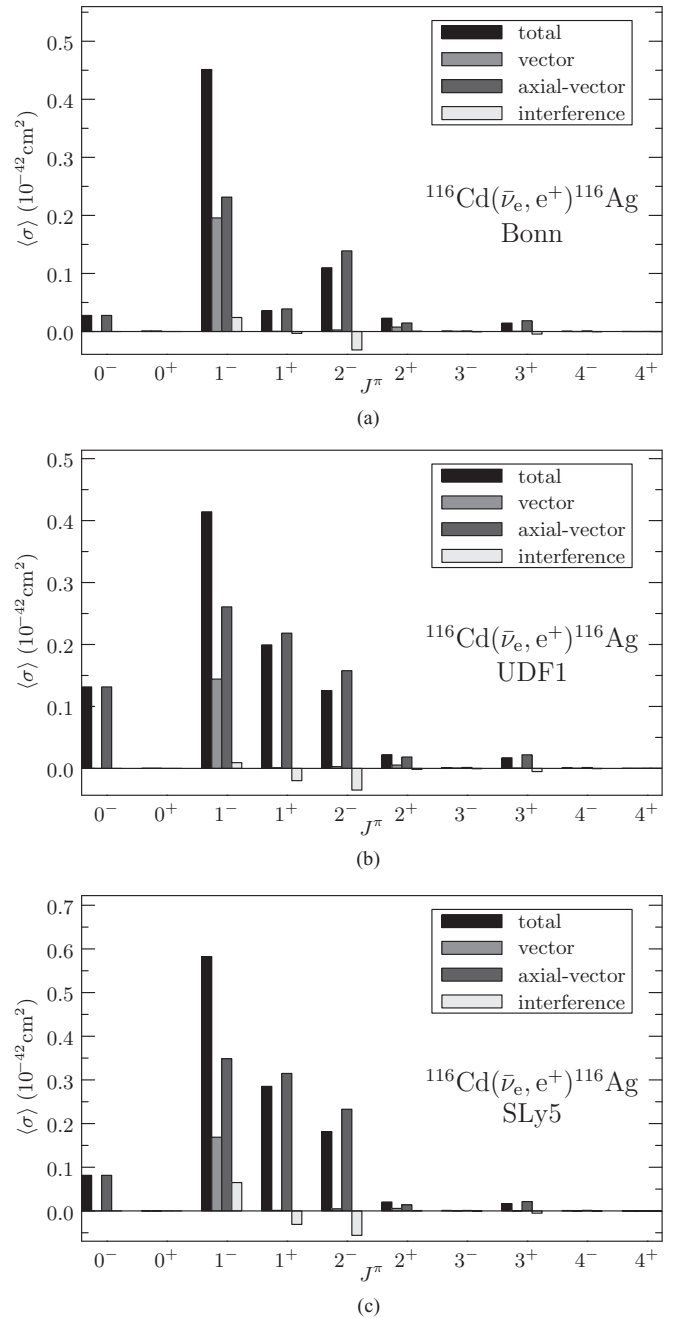 0.5
0.4
0.3
0.2
0.1
0.0
⟨σ⟩ (10⁻⁴²cm²)
total
vector
axial-vector
interference
¹¹⁶Cd(ν̄ₑ, e⁺)¹¹⁶Ag
Bonn
0⁻ 0⁺ 1⁻ 1⁺ 2⁻ 2⁺ 3⁻ 3⁺ 4⁻ 4⁺
J^π
(a)
0.5
0.4
0.3
0.2
0.1
0.0
⟨σ⟩ (10⁻⁴²cm²)
total
vector
axial-vector
interference
¹¹⁶Cd(ν̄ₑ, e⁺)¹¹⁶Ag
UDF1
0⁻ 0⁺ 1⁻ 1⁺ 2⁻ 2⁺ 3⁻ 3⁺ 4⁻ 4⁺
J^π
(b)
0.7
0.6
0.5
0.4
0.3
0.2
0.1
0.0
⟨σ⟩ (10⁻⁴²cm²)
total
vector
axial-vector
interference
¹¹⁶Cd(ν̄ₑ, e⁺)¹¹⁶Ag
SLy5
0⁻ 0⁺ 1⁻ 1⁺ 2⁻ 2⁺ 3⁻ 3⁺ 4⁻ 4⁺
J^π
(c)